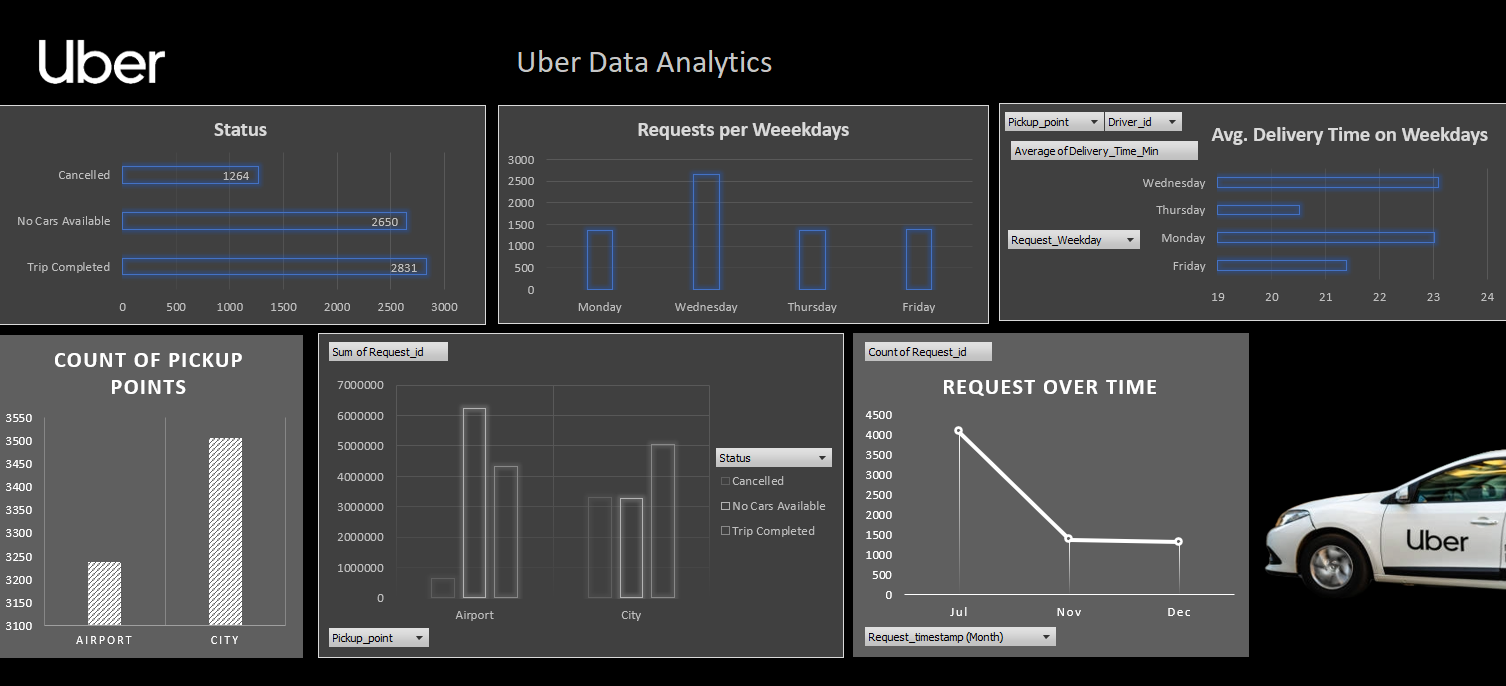 Uber
Uber Data Analytics
Status
Cancelled
1264
No Cars Available
2650
Trip Completed
2831
0 500 1000 1500 2000 2500 3000
Requests per Weeekdays
3000
2500
2000
1500
1000
500
0
Monday Wednesday Thursday Friday
Pickup_point Driver_id
Avg. Delivery Time on Weekdays
Average of Delivery_Time_Min
Request_Weekday
Wednesday
Thursday
Monday
Friday
19 20 21 22 23 24
COUNT OF PICKUP
POINTS
3550
3500
3450
3400
3350
3300
3250
3200
3150
3100
AIRPORT CITY
Sum of Request_id
7000000
6000000
5000000
4000000
3000000
2000000
1000000
0
Airport City
Status
Cancelled
No Cars Available
Trip Completed
Pickup_point
Count of Request_id
REQUEST OVER TIME
4500
4000
3500
3000
2500
2000
1500
1000
500
0
Jul Nov Dec
Request_timestamp (Month)
Uber